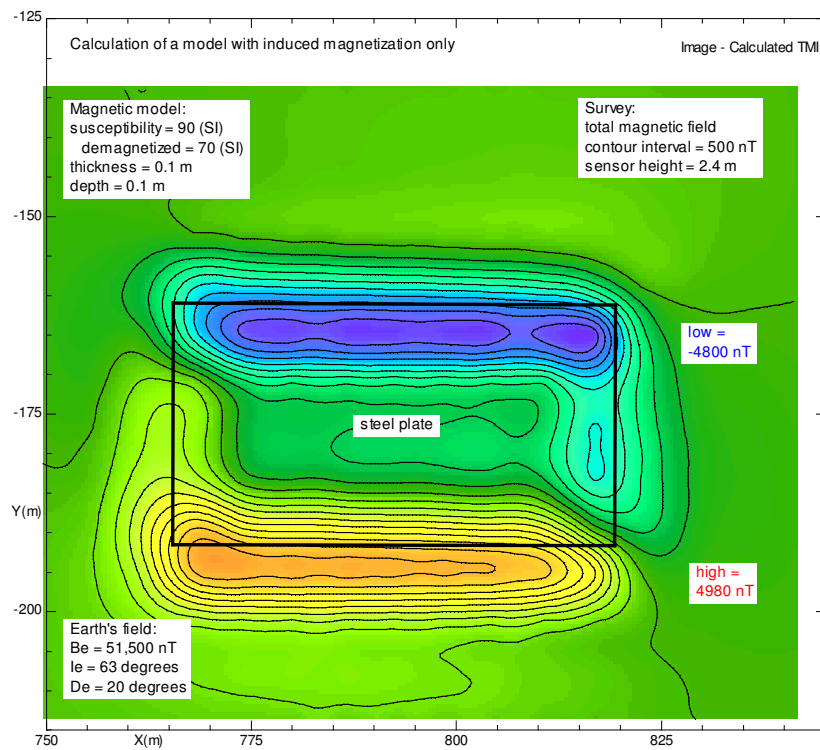 -125
Calculation of a model with induced magnetization only
Image - Calculated TMI
Magnetic model:
susceptibility = 90 (SI)
demagnetized = 70 (SI)
thickness = 0.1 m
depth = 0.1 m
Survey:
total magnetic field
contour interval = 500 nT
sensor height = 2.4 m
-150
low =
-4800 nT
-175
steel plate
Y(m)
high =
4980 nT
-200
Earth's field:
Be = 51,500 nT
Ie = 63 degrees
De = 20 degrees
750
X(m)
775
800
825